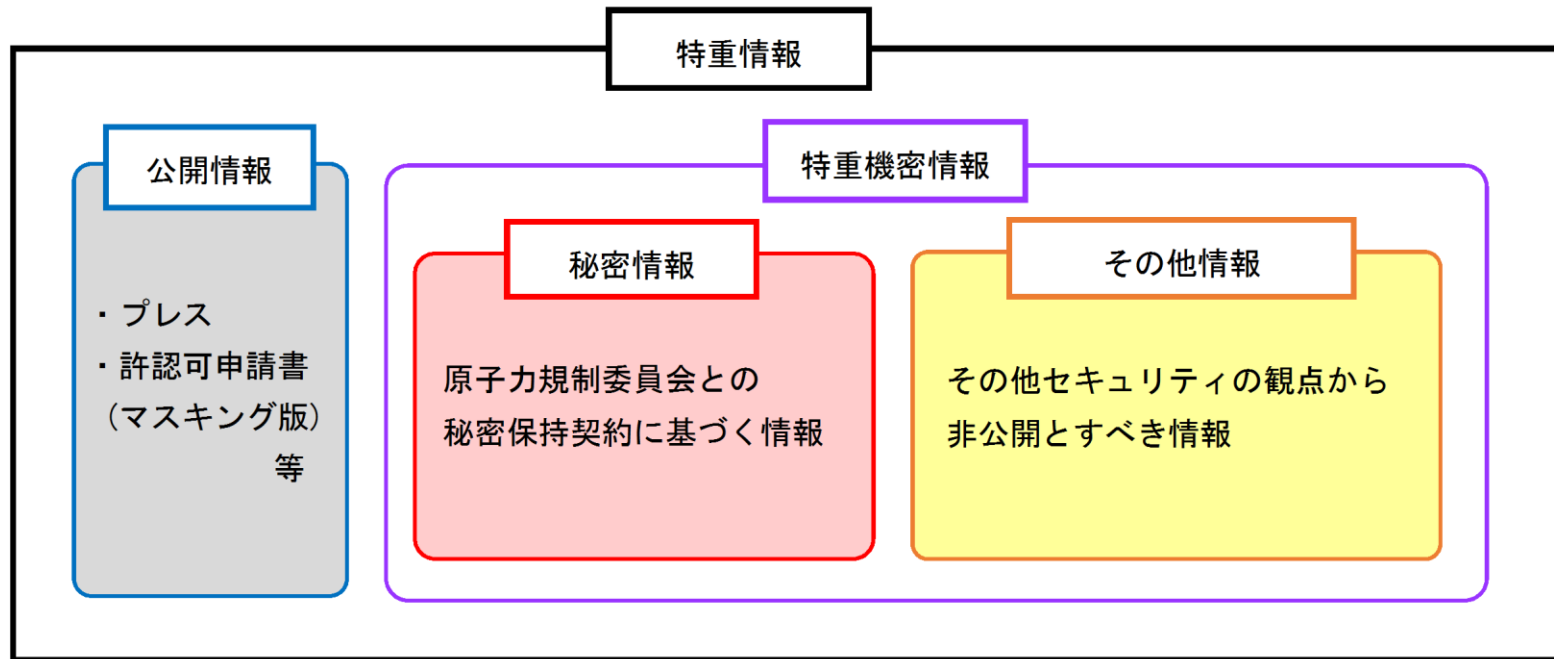 特重情報
公開情報
・プレス
・許認可申請書
（マスキング版）
等
特重機密情報
秘密情報
原子力規制委員会との
秘密保持契約に基づく情報
その他情報
その他セキュリティの観点から
非公開とすべき情報